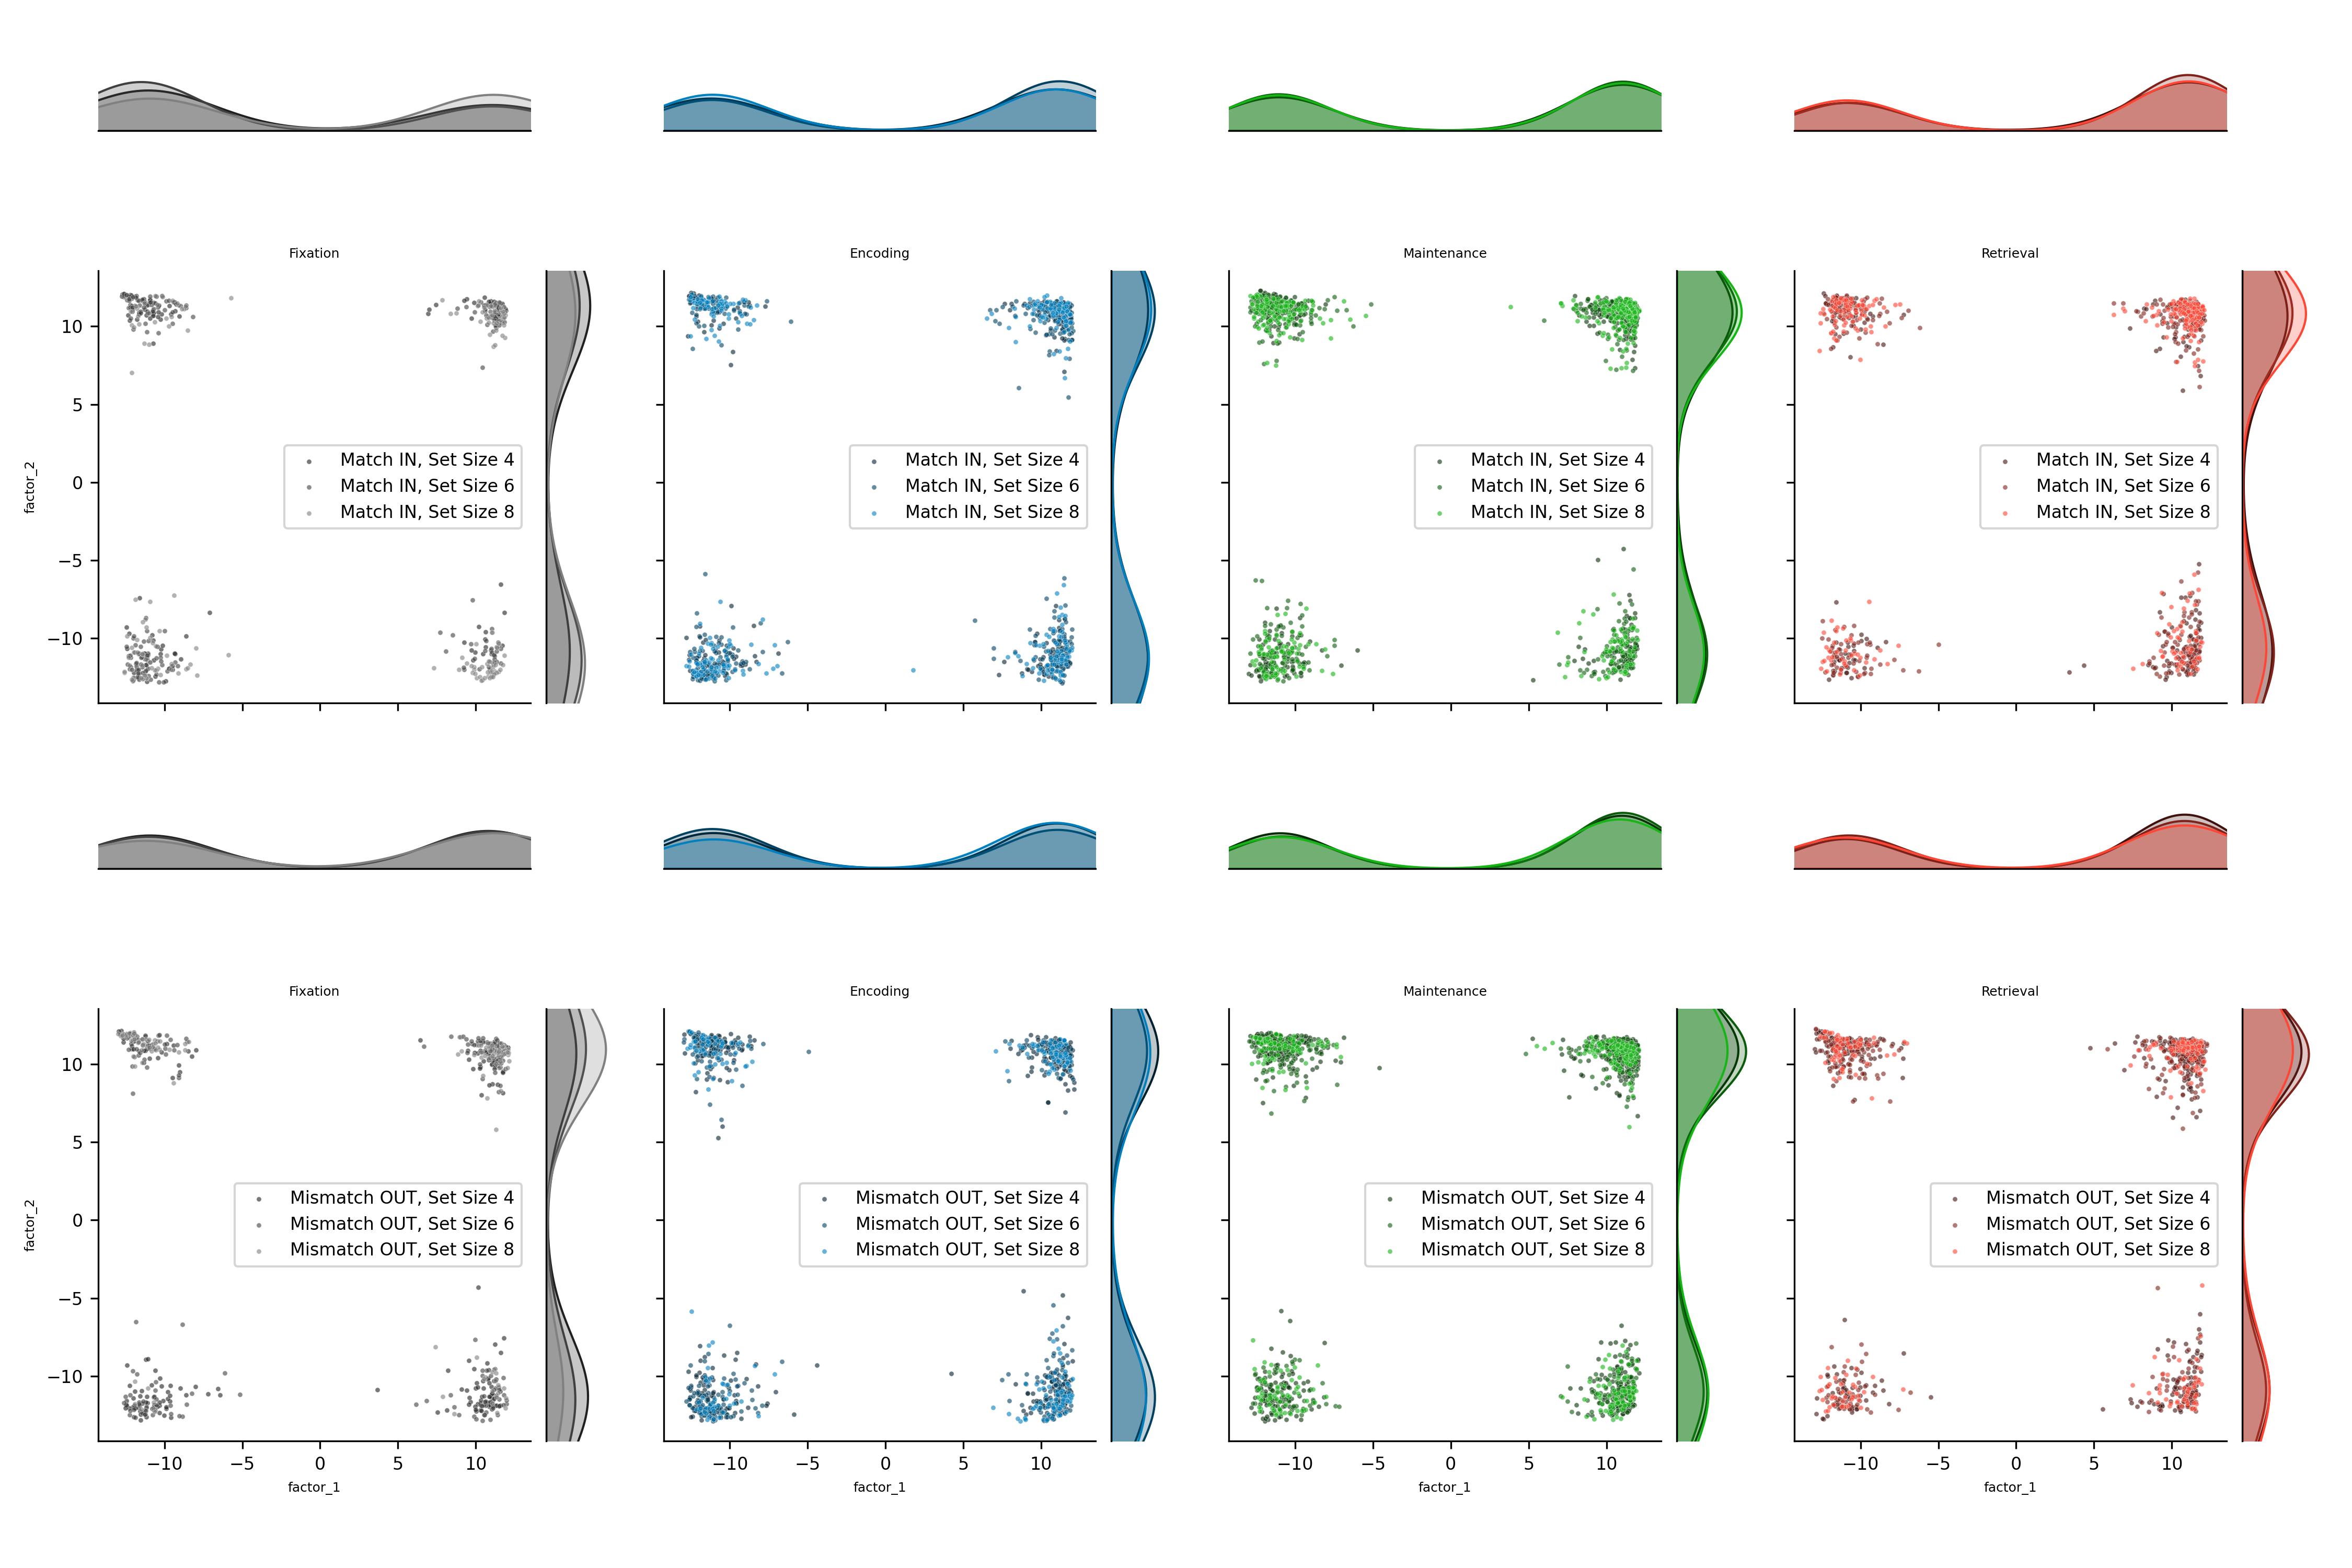 Fixation
Encoding
Maintenance
Retrieval
10
5
0
−5
−10
factor_2
Match IN, Set Size 4
Match IN, Set Size 6
Match IN, Set Size 8
Match IN, Set Size 4
Match IN, Set Size 6
Match IN, Set Size 8
Match IN, Set Size 4
Match IN, Set Size 6
Match IN, Set Size 8
Match IN, Set Size 4
Match IN, Set Size 6
Match IN, Set Size 8
Fixation
Encoding
Maintenance
Retrieval
10
5
0
−5
−10
factor_2
Mismatch OUT, Set Size 4
Mismatch OUT, Set Size 6
Mismatch OUT, Set Size 8
Mismatch OUT, Set Size 4
Mismatch OUT, Set Size 6
Mismatch OUT, Set Size 8
Mismatch OUT, Set Size 4
Mismatch OUT, Set Size 6
Mismatch OUT, Set Size 8
Mismatch OUT, Set Size 4
Mismatch OUT, Set Size 6
Mismatch OUT, Set Size 8
−10 −5 0 5 10
−10 −5 0 5 10
−10 −5 0 5 10
−10 −5 0 5 10
factor_1
factor_1
factor_1
factor_1